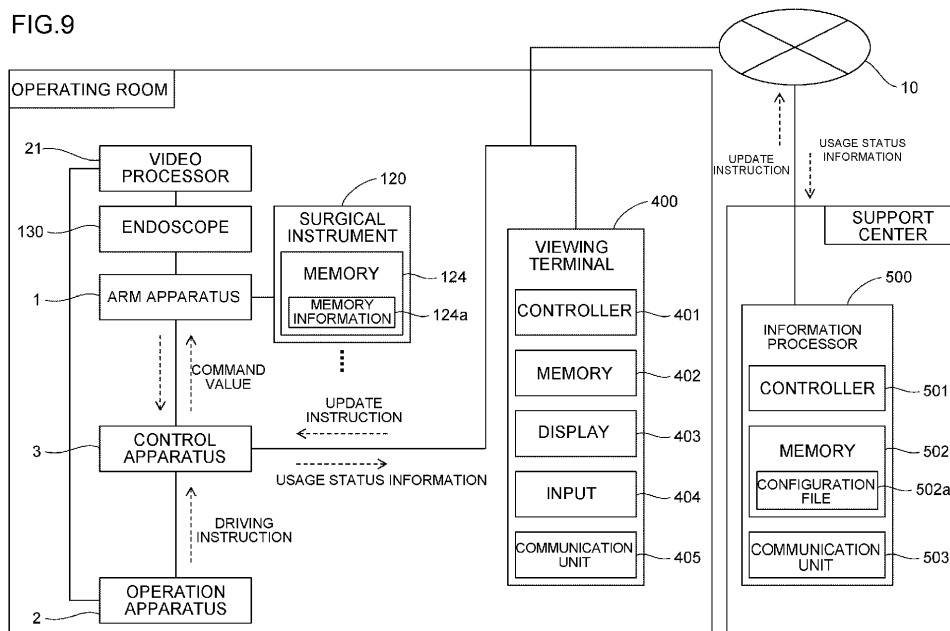 FIG.9
OPERATING ROOM
21
VIDEO
PROCESSOR
130
ENDOSCOPE
1
ARM APPARATUS
120
SURGICAL
INSTRUMENT
MEMORY
124
MEMORY
INFORMATION
124a
COMMAND
VALUE
UPDATE
INSTRUCTION
3
CONTROL
APPARATUS
USAGE STATUS INFORMATION
DRIVING
INSTRUCTION
2
OPERATION
APPARATUS
400
VIEWING
TERMINAL
CONTROLLER
401
MEMORY
402
DISPLAY
403
INPUT
404
COMMUNICATION
UNIT
405
10
UPDATE
INSTRUCTION
USAGE STATUS
INFORMATION
SUPPORT
CENTER
500
INFORMATION
PROCESSOR
CONTROLLER
501
MEMORY
502
CONFIGURATION
FILE
502a
COMMUNICATION
UNIT
503